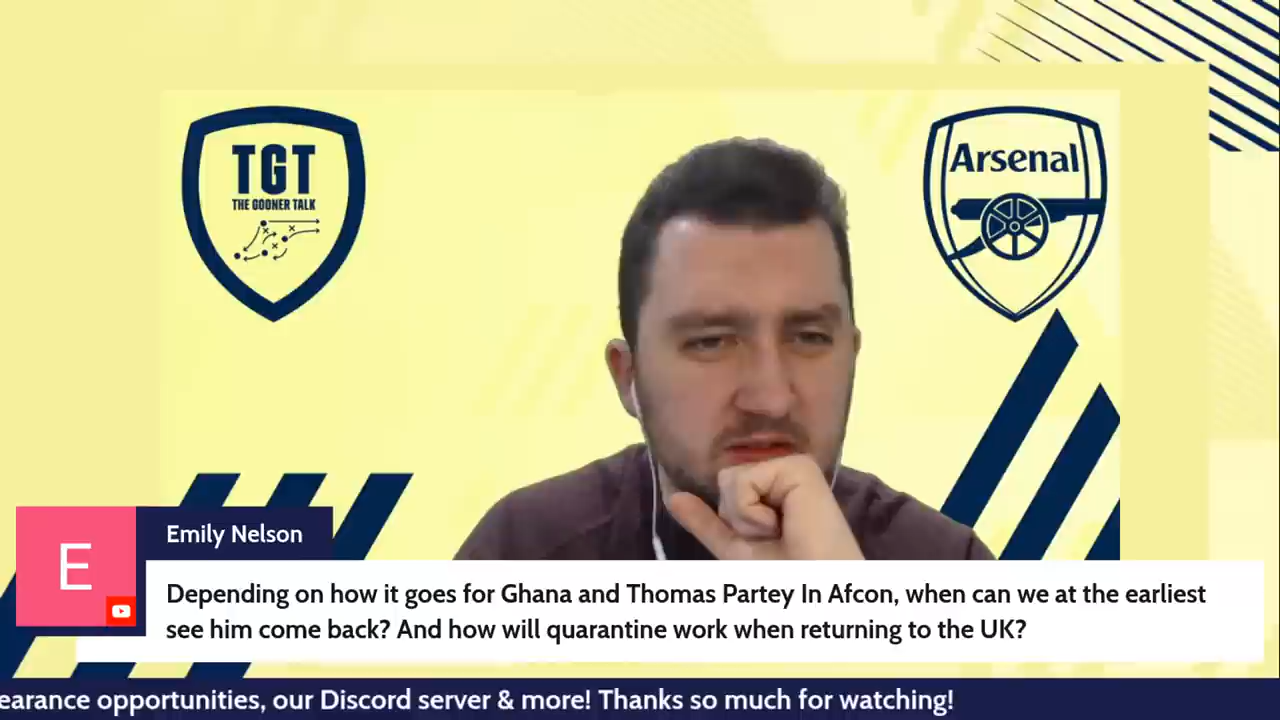 TGT
THE GOONER TALK
Arsenal
E
Emily Nelson
Depending on how it goes for Ghana and Thomas Partey In Afcon, when can we at the earliest
see him come back? And how will quarantine work when returning to the UK?
earance opportunities, our Discord server & more! Thanks so much for watching!